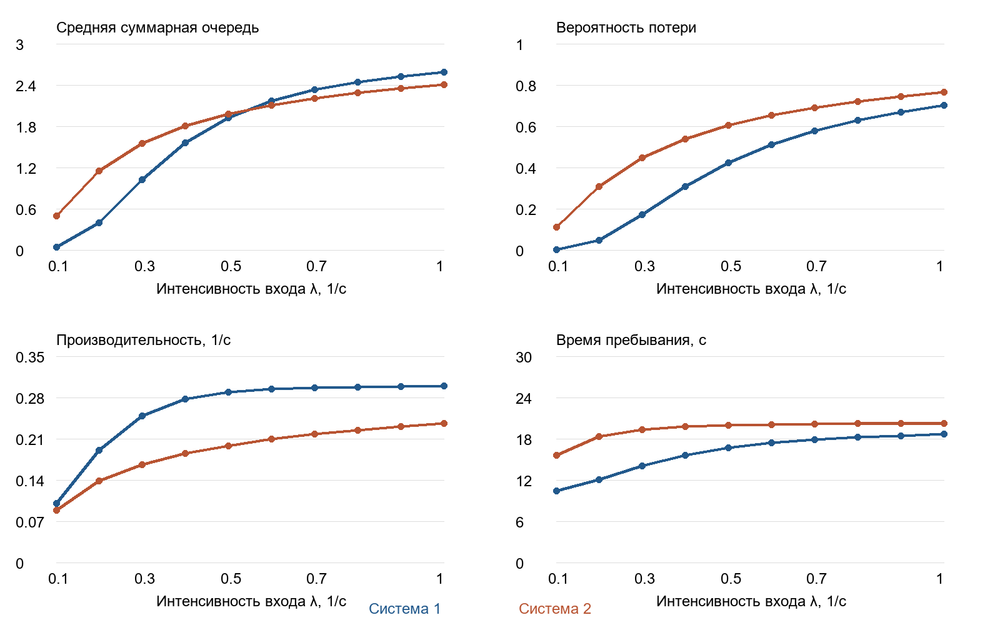 Средняя суммарная очередь
3
2.4
1.8
1.2
0.6
0
0.1 0.3 0.5 0.7 1
Интенсивность входа λ, 1/с
Вероятность потери
1
0.8
0.6
0.4
0.2
0
0.1 0.3 0.5 0.7 1
Интенсивность входа λ, 1/с
Производительность, 1/с
0.35
0.28
0.21
0.14
0.07
0
0.1 0.3 0.5 0.7 1
Интенсивность входа λ, 1/с
Время пребывания, с
30
24
18
12
6
0
0.1 0.3 0.5 0.7 1
Интенсивность входа λ, 1/с
Система 1
Система 2